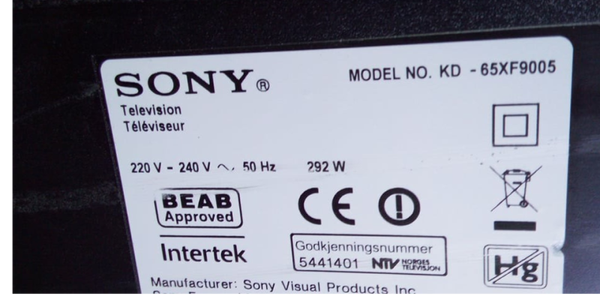 SONY®
MODEL NO. KD - 65XF9005
Television
Téléviseur
220 V - 240 V ~, 50 Hz 292 W
BEAB
Approved
CE
Intertek
Godkjenningsnummer
5441401 NTV NORGES
TELEVISJON
Hg
Manufacturer: Sony Visual Products Inc.